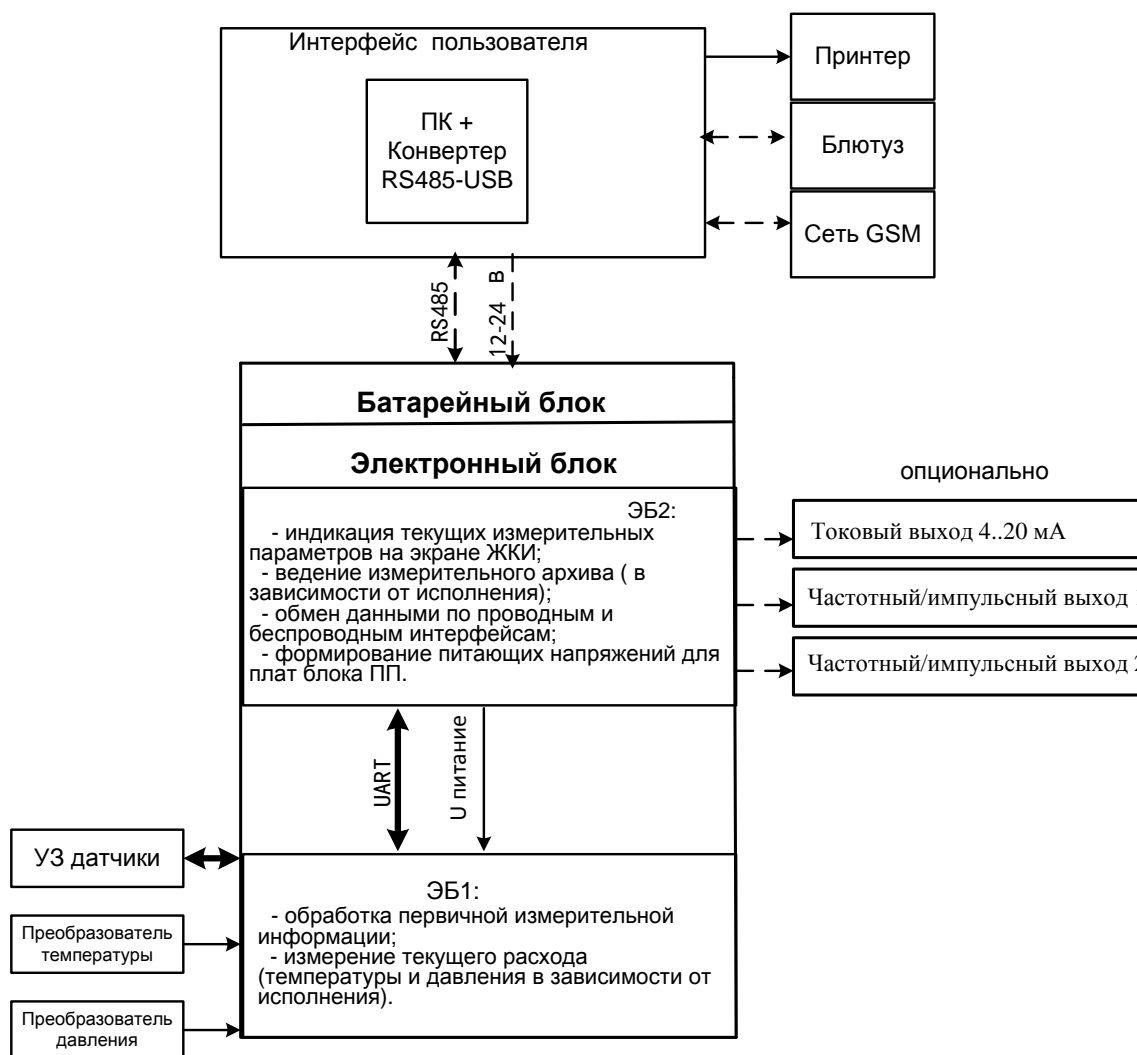 Интерфейс пользователя
ПК +
Конвертер
RS485-USB
Принтер
Блютуз
Сеть GSM
RS485
12-24 В
Батарейный блок
Электронный блок
ЭБ2:
- индикация текущих измерительных
параметров на экране ЖКИ;
- ведение измерительного архива ( в
зависимости от исполнения);
- обмен данными по проводным и
беспроводным интерфейсам;
- формирование питающих напряжений для
плат блока ПП.
опционально
Токовый выход 4..20 мА
Частотный/импульсный выход
Частотный/импульсный выход 2
UART
U питание
УЗ датчики
Преобразователь
температуры
Преобразователь
давления
ЭБ1:
- обработка первичной измерительной
информации;
- измерение текущего расхода
(температуры и давления в зависимости от
исполнения).